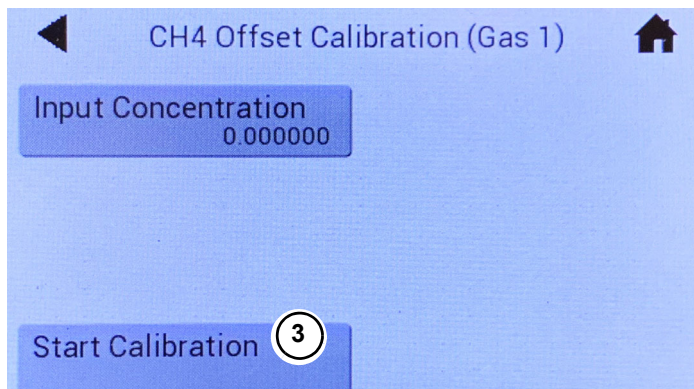 CH4 Offset Calibration (Gas 1)
Input Concentration
0.000000
Start Calibration
3